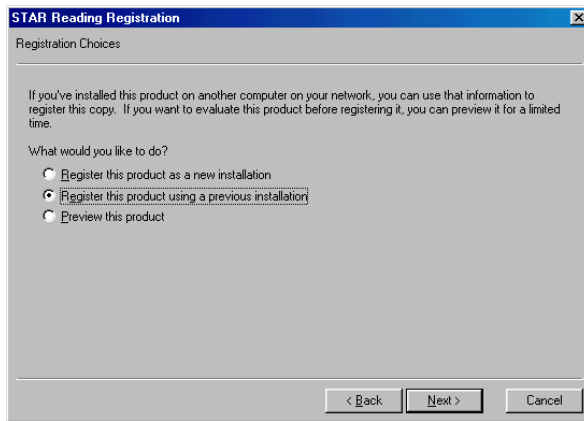 STAR Reading Registration
Registration Choices
If you've installed this product on another computer on your network, you can use that information to
register this copy. If you want to evaluate this product before registering it, you can preview it for a limited
time.
What would you like to do?
Register this product as a new installation
Register this product using a previous installation
Preview this product
< Back Next > Cancel